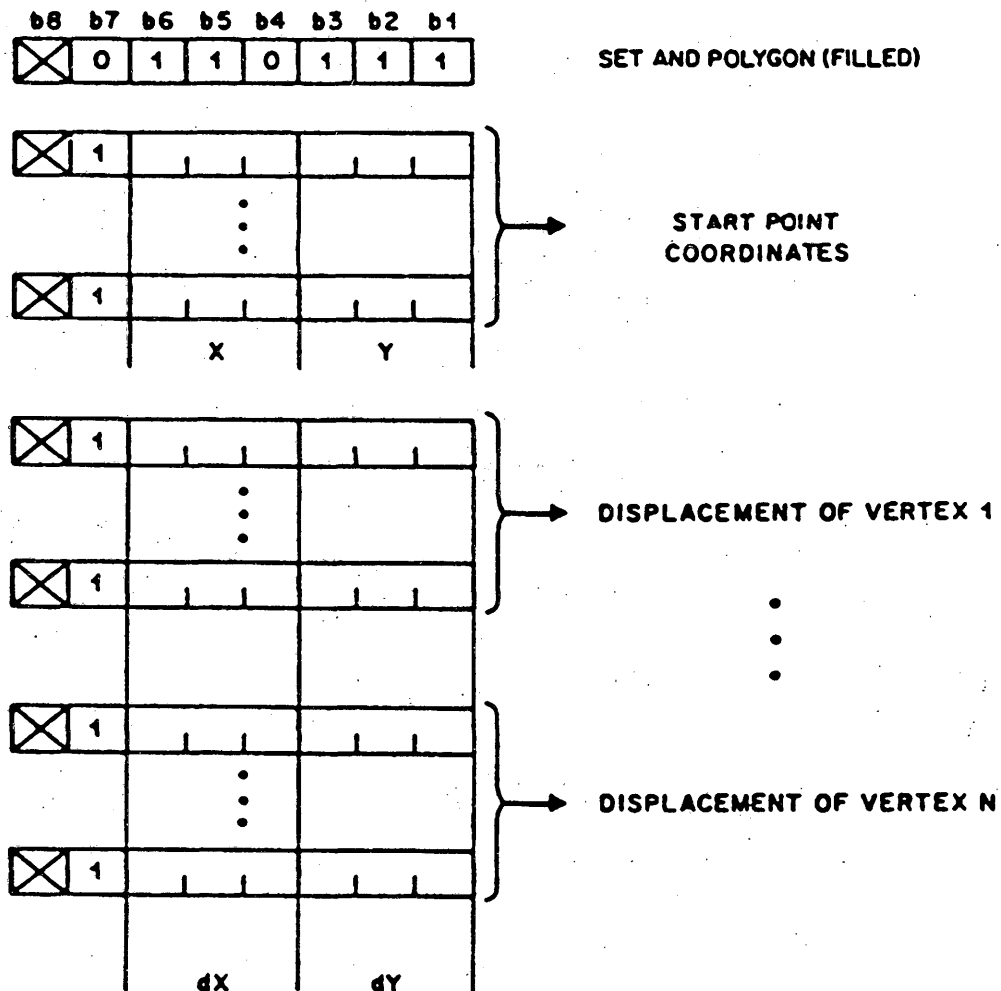 b8 b7 b6 b5 b4 b3 b2 b1
0 1 1 0 1 1 1 SET AND POLYGON (FILLED)
1
START POINT
COORDINATES
1
X Y
1
DISPLACEMENT OF VERTEX 1
1
1
DISPLACEMENT OF VERTEX N
1
dX dY